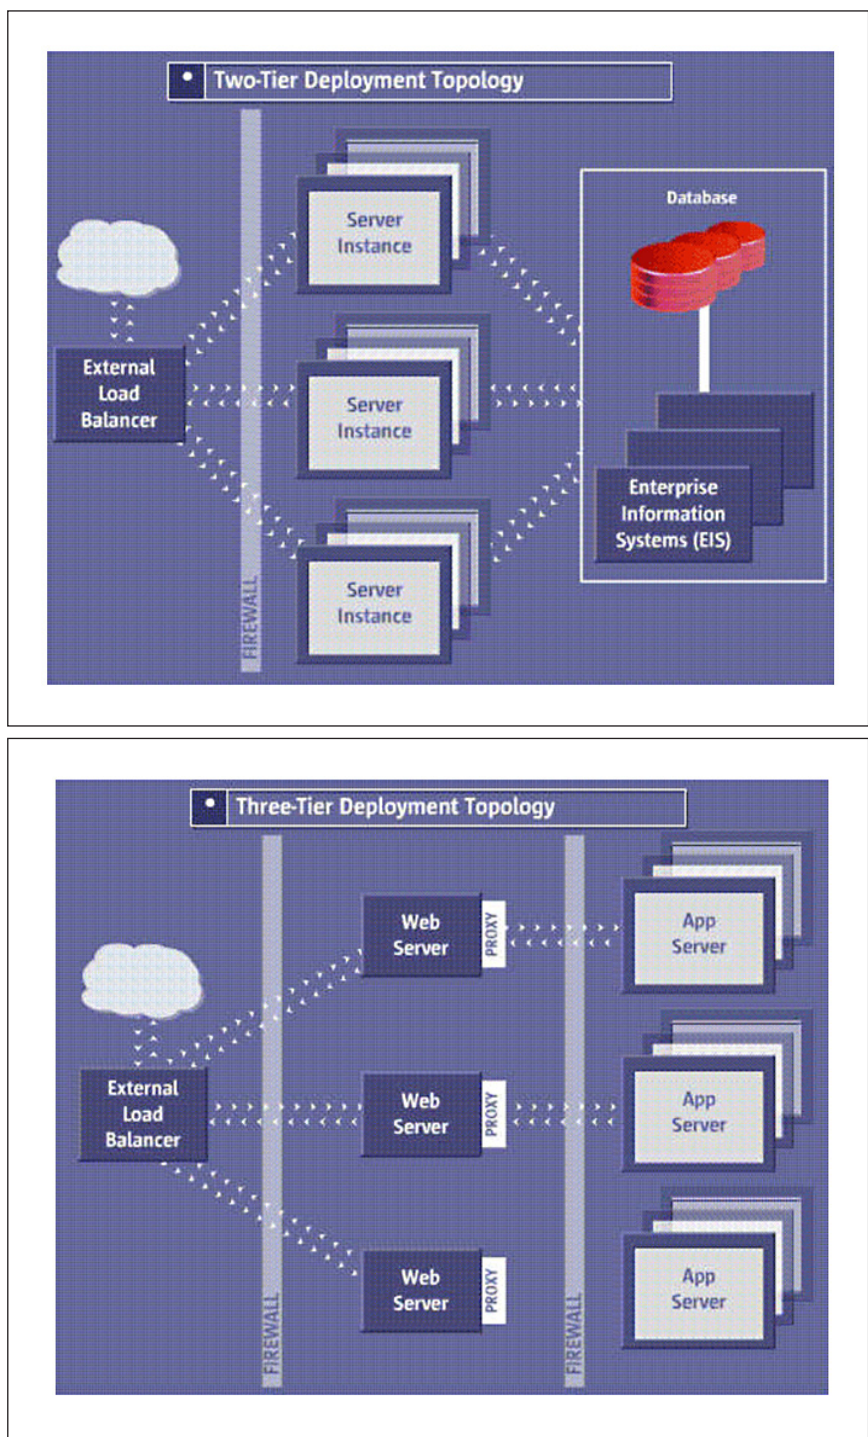 • Two-Tier Deployment Topology
Server
Instance
Database
External
Load
Balancer
Server
Instance
Enterprise
Information
Systems (EIS)
Server
Instance
FIREWALL
• Three-Tier Deployment Topology
Web
Server
PROXY
App
Server
External
Load
Balancer
Web
Server
PROXY
App
Server
Web
Server
PROXY
App
Server
FIREWALL
FIREWALL